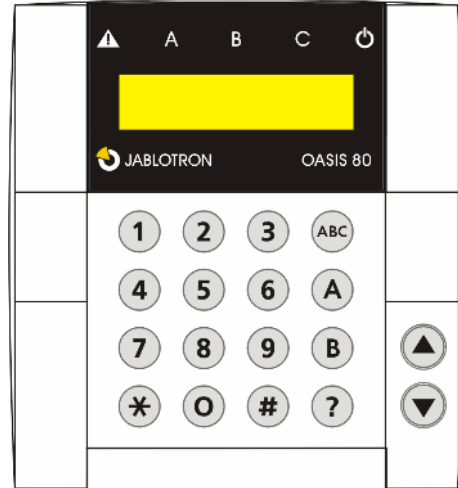 A B C
JABLOTRON OASIS 80
1 2 3 ABC
4 5 6 A
7 8 9 B
* 0 # ?